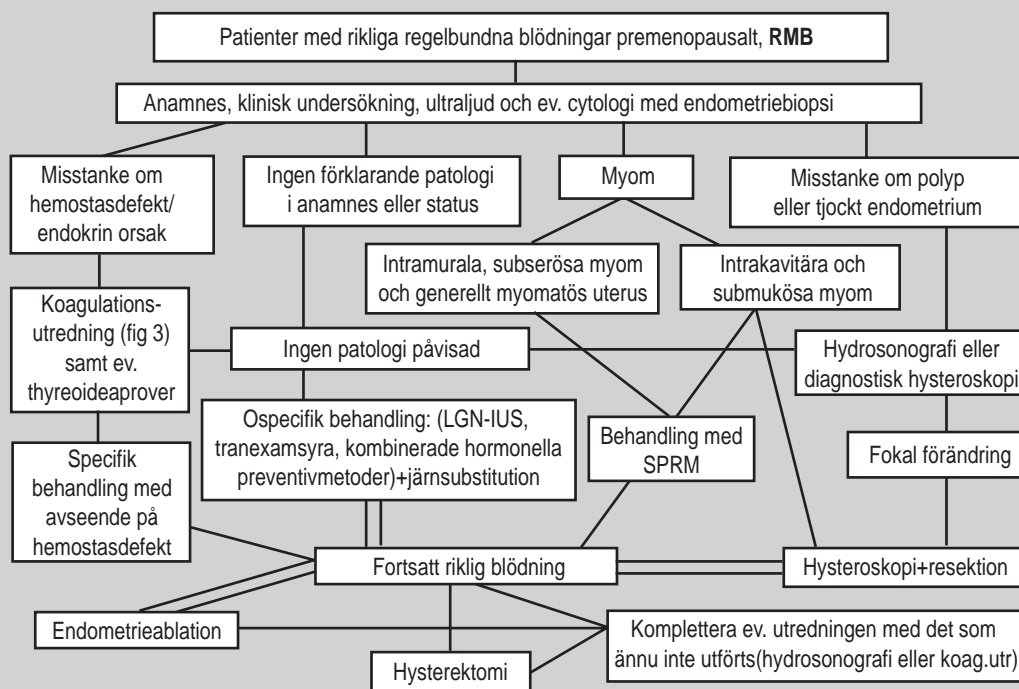 Patienter med rikliga regelbundna blödningar premenopausalt, RMB
Anamnes, klinisk undersökning, ultraljud och ev. cytologi med endometriebiopsi
Misstanke om
hemostasdefekt/
endokrin orsak
Ingen förklarande patologi
i anamnes eller status
Myom
Misstanke om polyp
eller tjockt endometrium
Intramurala, subserösa myom
och generellt myomatös uterus
Intrakavitära och
submukösa myom
Koagulations-
utredning (fig 3)
samt ev.
thyreoideaprover
Ingen patologi påvisad
Hydrosonografi eller
diagnostisk hysteroskopi
Ospecifik behandling: (LGN-IUS,
tranexamsyra, kombinerade hormonella
preventivmetoder)+järnsubstitution
Behandling med
SPRM
Fokal förändring
Specifik
behandling med
avseende på
hemostasdefekt
Fortsatt riklig blödning
Hysteroskopi+resektion
Endometrieablation
Hysterektomi
Komplettera ev. utredningen med det som
ännu inte utförts(hydrosonografi eller koag.utr)